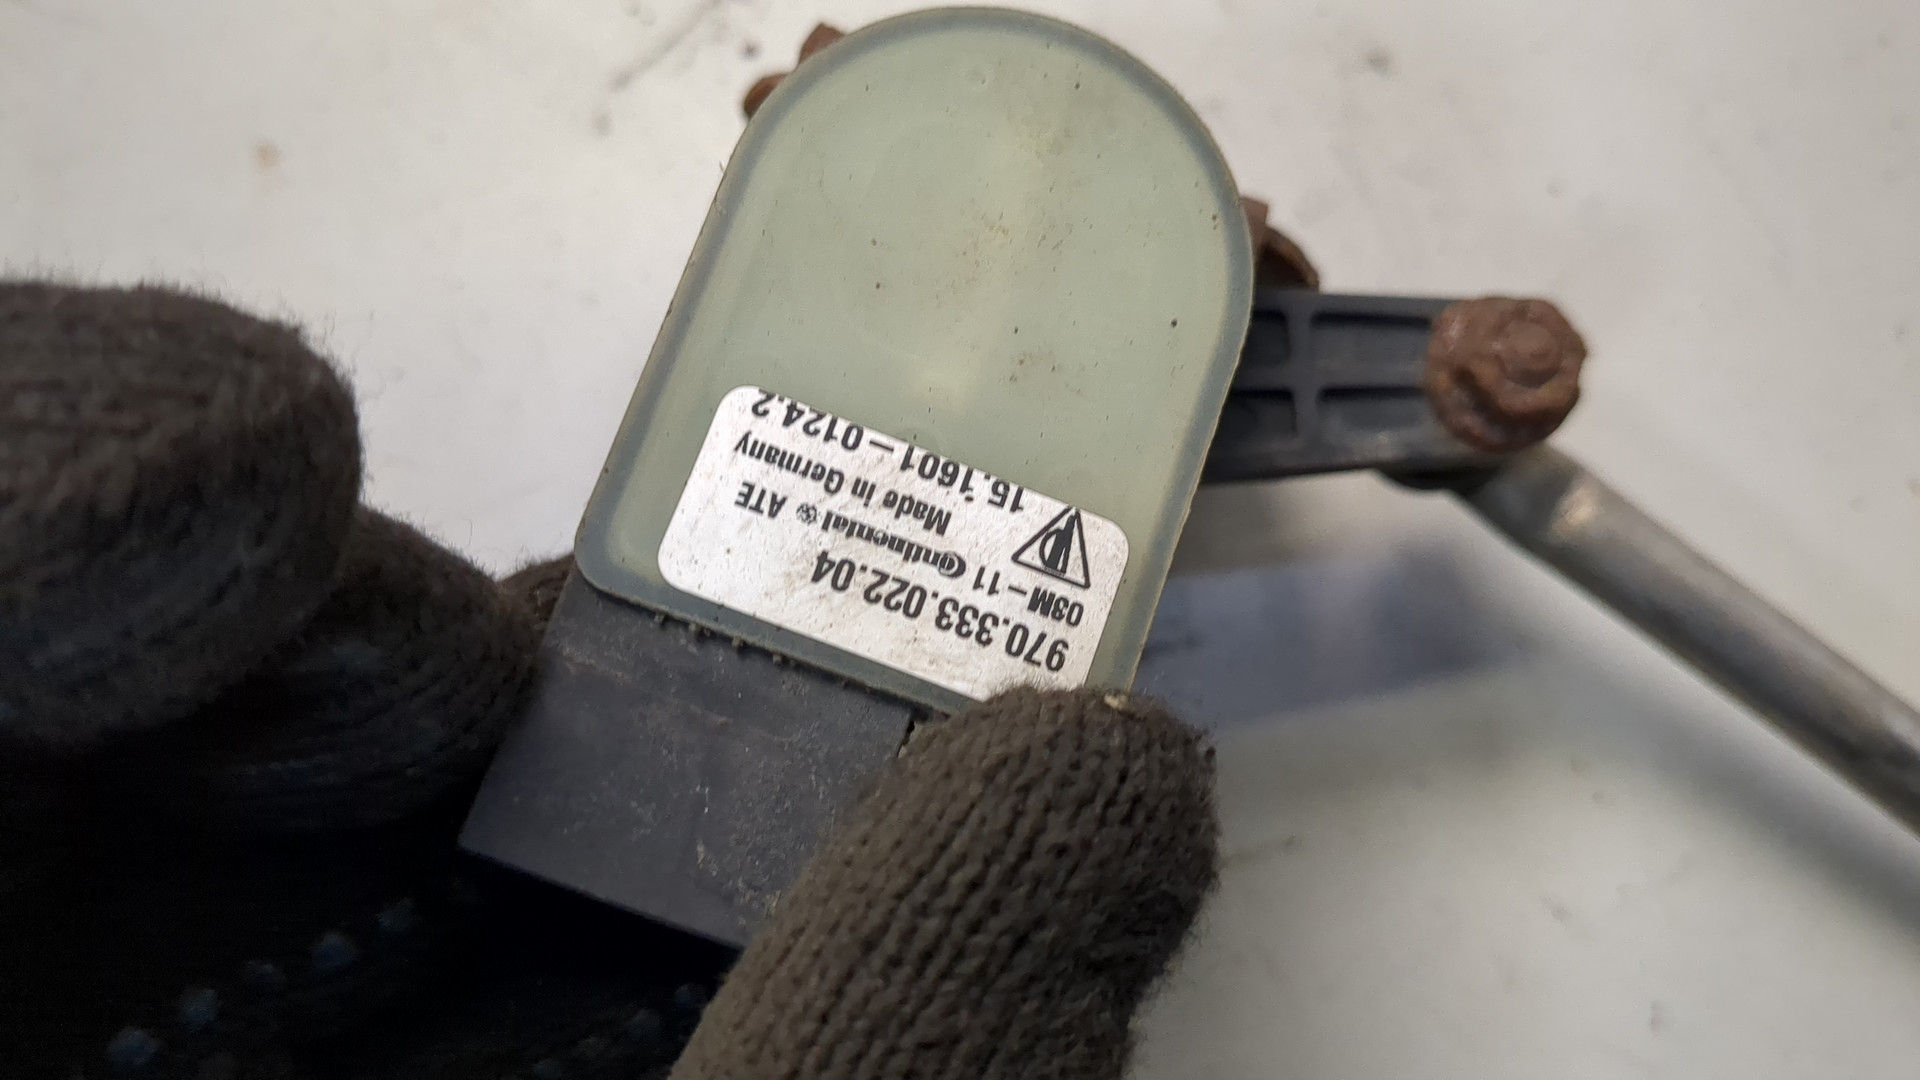 970.333.022.04
03M-11 Continental ATE
Made in Germany
15.1601-0124.2